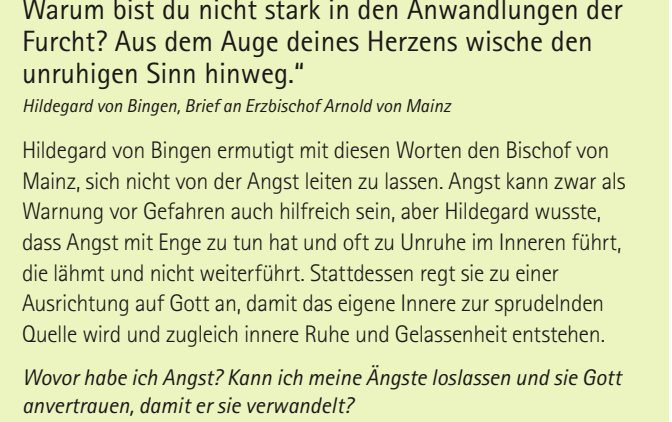 Warum bist du nicht stark in den Anwandlungen der
Furcht? Aus dem Auge deines Herzens wische den
unruhigen Sinn hinweg.“
Hildegard von Bingen, Brief an Erzbischof Arnold von Mainz
Hildegard von Bingen ermutigt mit diesen Worten den Bischof von
Mainz, sich nicht von der Angst leiten zu lassen. Angst kann zwar als
Warnung vor Gefahren auch hilfreich sein, aber Hildegard wusste,
dass Angst mit Enge zu tun hat und oft zu Unruhe im Inneren führt,
die lähmt und nicht weiterführt. Stattdessen regt sie zu einer
Ausrichtung auf Gott an, damit das eigene Innere zur sprudelnden
Quelle wird und zugleich innere Ruhe und Gelassenheit entstehen.
Wovor habe ich Angst? Kann ich meine Ängste loslassen und sie Gott
anvertrauen, damit er sie verwandelt?